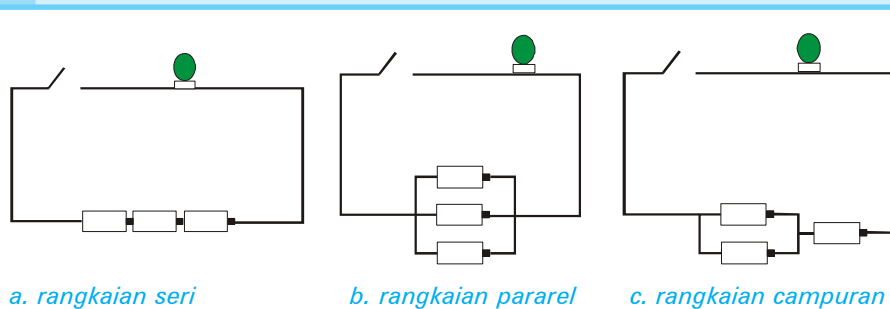 a. rangkaian seri
b. rangkaian pararel
c. rangkaian campuran